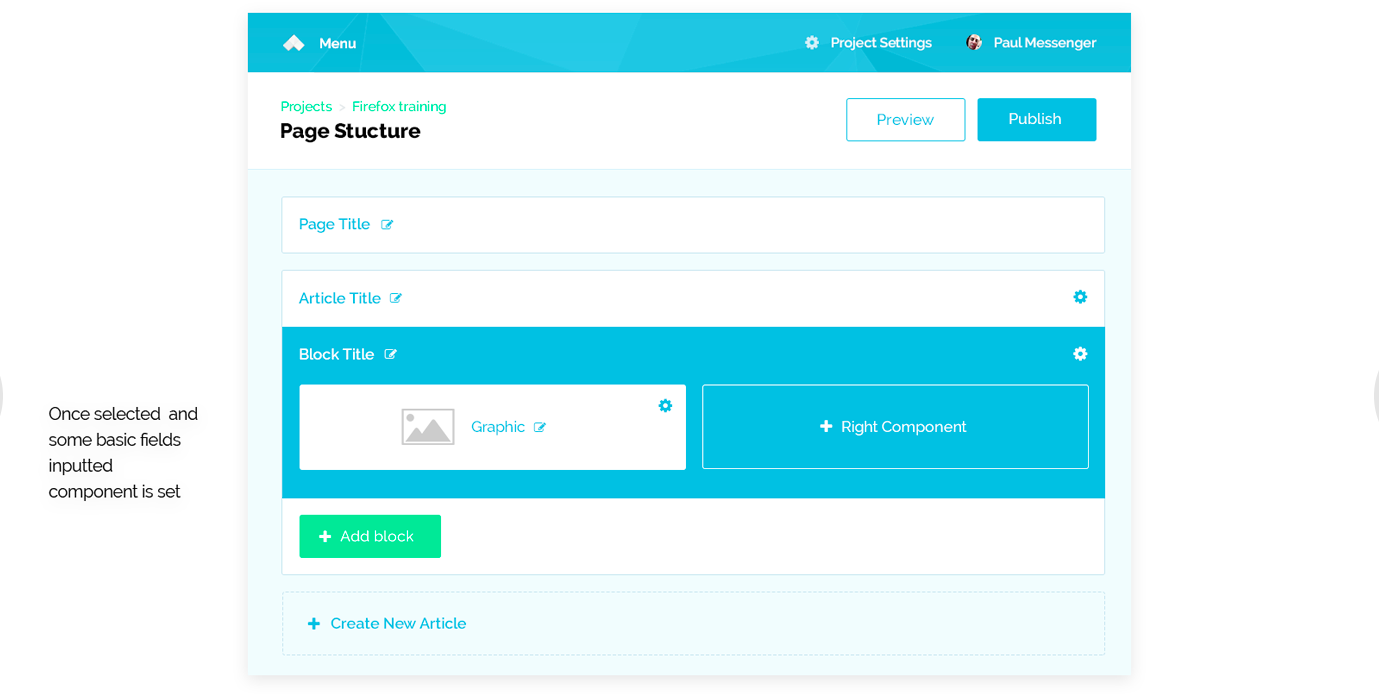 Menu
Project Settings
Paul Messenger
Projects > Firefox training
Page Stucture
Preview
Publish
Page Title
Article Title
Block Title
Graphic
+ Right Component
Once selected and
some basic fields
inputted
component is set
+ Add block
+ Create New Article